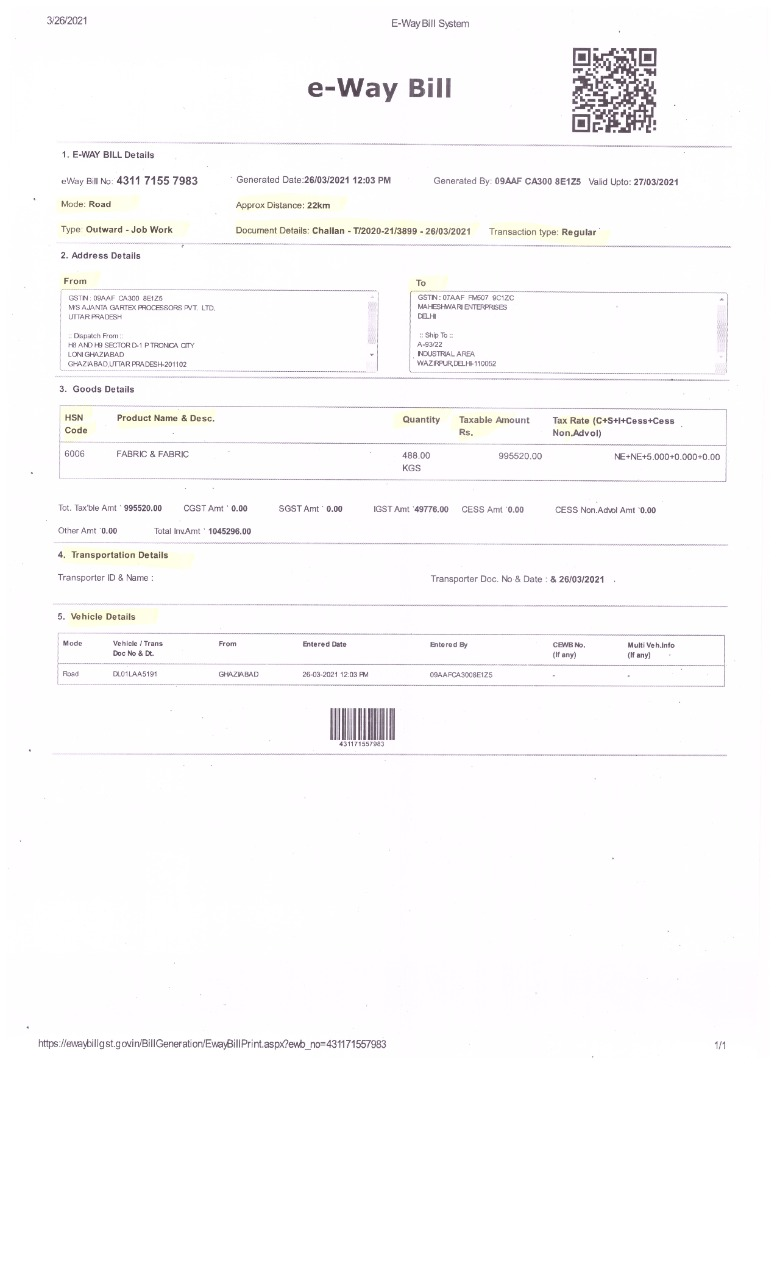 3/26/2021 E-Way Bill System
e-Way Bill
1. E-WAY BILL Details
eWay Bill No: 4311 7155 7983 Generated Date:26/03/2021 12:03 PM Generated By: 09AAF CA300 8E1Z5 Valid Upto: 27/03/2021
Mode: Road Approx Distance: 22km
Type: Outward - Job Work Document Details: Challan - T/2020-21/3899 - 26/03/2021 Transaction type: Regular
2. Address Details
From To
GSTIN : 09AAF CA300 8E1Z5
M/S AJANTA GARTEX PROCESSORS PVT. LTD.
UTTAR PRADESH
:: Dispatch From ::
H8 AND H9 SECTOR D-1 P TRONICA CITY
LONI GHAZIABAD
GHAZIABAD,UTTAR PRADESH-201102
GSTIN : 07AAF FM507 9C1ZC
MAHESHWARI ENTERPRISES
DELHI
:: Ship To ::
A-93/22
INDUSTRIAL AREA
WAZIRPUR,DELHI-110052
3. Goods Details
HSN Product Name & Desc. Quantity Taxable Amount Tax Rate (C+S+I+Cess+Cess
Code Rs. Non.Advol)
6006 FABRIC & FABRIC 488.00 995520.00 NE+NE+5.000+0.000+0.00
KGS
Tot. Tax'ble Amt ' 995520.00 CGST Amt ' 0.00 SGST Amt ' 0.00 IGST Amt '49776.00 CESS Amt '0.00 CESS Non.Advol Amt '0.00
Other Amt '0.00 Total Inv.Amt ' 1045296.00
4. Transportation Details
Transporter ID & Name : Transporter Doc. No & Date : & 26/03/2021
5. Vehicle Details
Mode Vehicle / Trans From Entered Date Entered By CEWB No. Multi Veh.Info
Doc No & Dt. (If any) (If any)
Road DL01LAA5191 GHAZIABAD 26-03-2021 12:03 PM 09AAFCA3008E1Z5 - -
431171557983
https://ewaybillgst.gov.in/BillGeneration/EwayBillPrint.aspx?ewb_no=431171557983 1/1